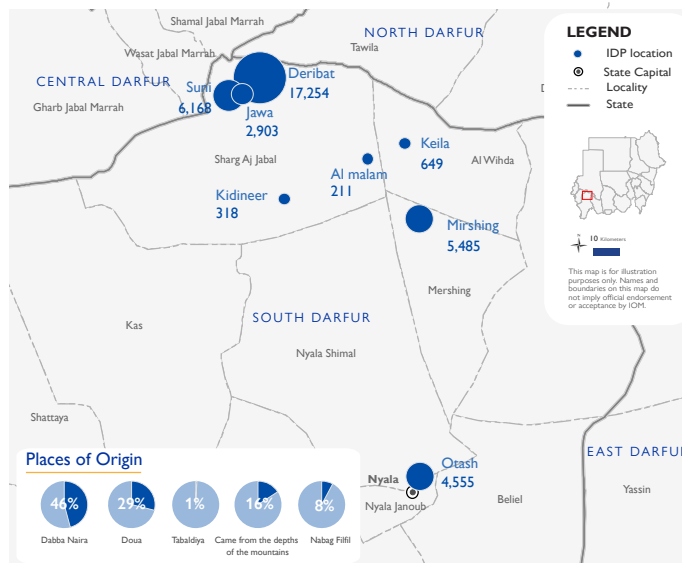 Shamal Jabal Marrah
NORTH DARFUR
Wasat Jabal Marrah
Tawila
CENTRAL DARFUR
Gharb Jabal Marrah
Suni
6,168
Deribat
17,254
Jawa
2,903
Sharg Aj Jabal
Keila
649
Al Wihda
Al malam
211
Kidineer
318
Mirshing
5,485
Mershing
SOUTH DARFUR
Kas
Nyala Shimal
Shattaya
EAST DARFU
Otash
4,555
Nyala
Nyala Janoub
Beliel
Yassin
LEGEND
IDP location
State Capital
Locality
State
N
10 Kilometers
This map is for illustration
purposes only. Names and
boundaries on this map do
not imply official endorsement
or acceptance by IOM.
Places of Origin
46%
29%
1%
16%
8%
Dabba Naira
Doua
Tabaldiya
Came from the depths
of the mountains
Nabag Filfil